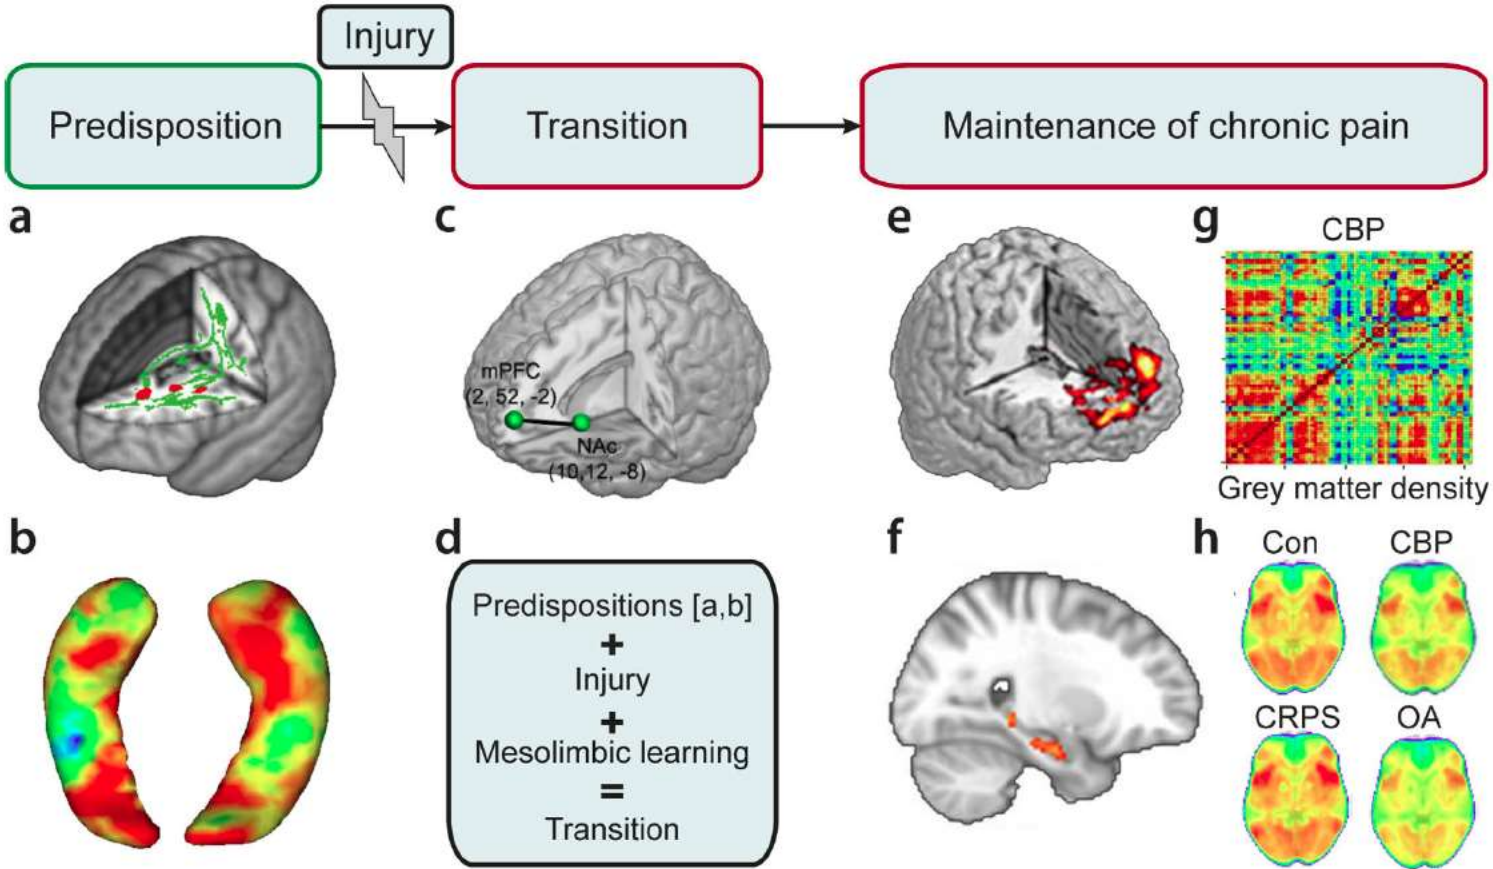 Injury
Predisposition
Transition
Maintenance of chronic pain
a
c
e
g
CBP
mPFC
(2, 52, -2)
NAc
(10,12, -8)
Grey matter density
b
d
f
h
Predispositions [a,b]
+
Injury
+
Mesolimbic learning
=
Transition
Con
CBP
CRPS
OA